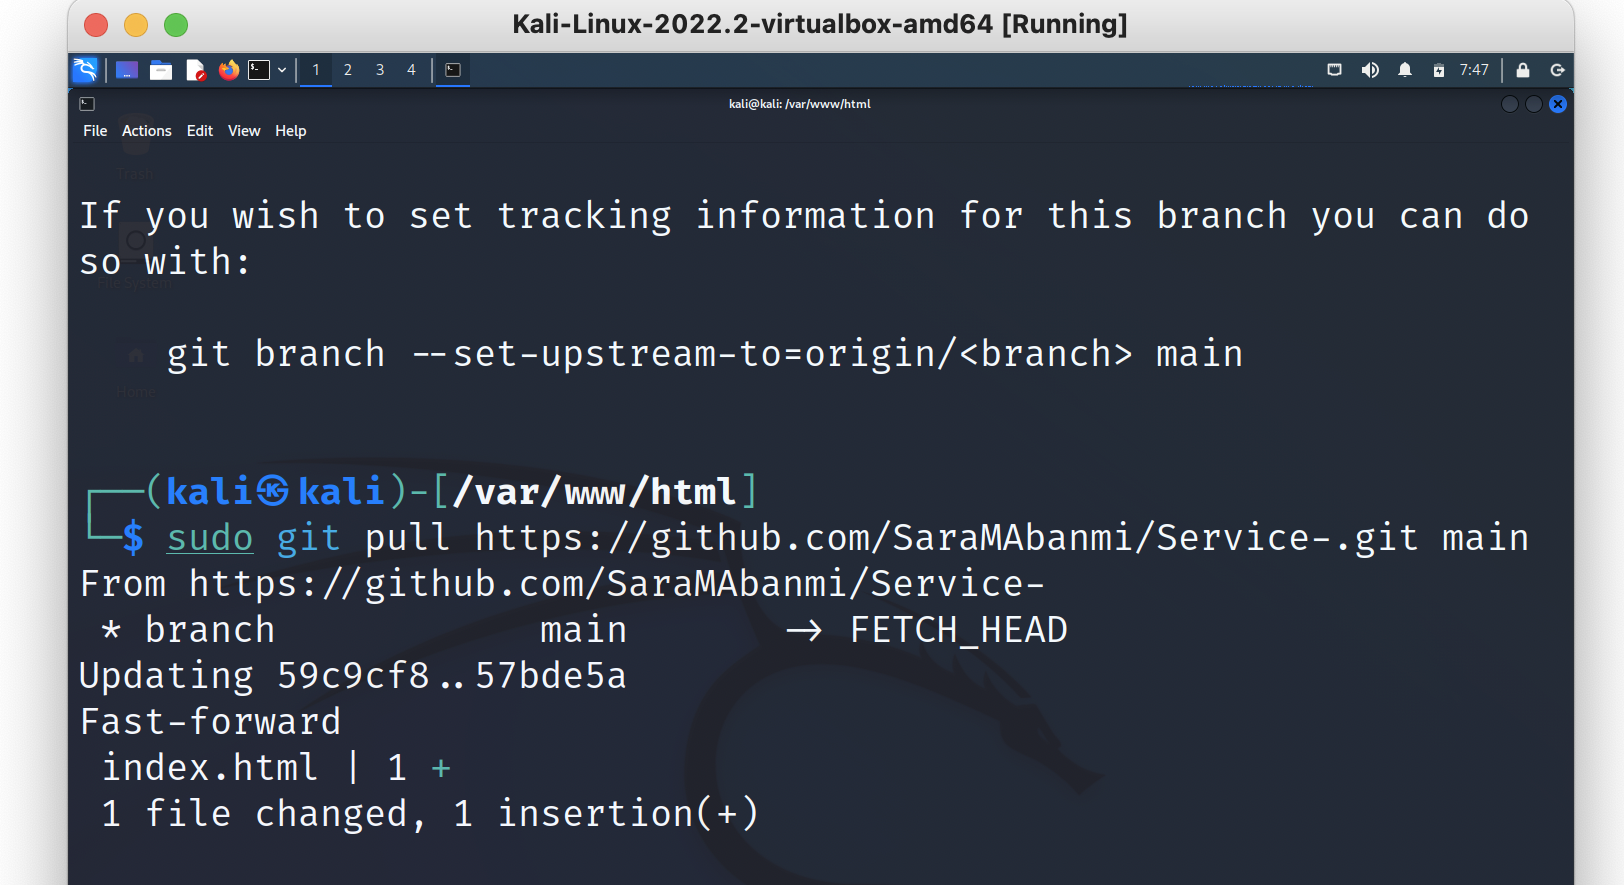 Kali-Linux-2022.2-virtualbox-amd64 [Running]
1 2 3 4 7:47
kali@kali: /var/www/html
File Actions Edit View Help
Trash
If you wish to set tracking information for this branch you can do
so with:
File System
git branch --set-upstream-to=origin/<branch> main
Home
(kali㉿kali)-[/var/www/html]
$ sudo git pull https://github.com/SaraMAbanmi/Service-.git main
From https://github.com/SaraMAbanmi/Service-
* branch main -> FETCH_HEAD
Updating 59c9cf8..57bde5a
Fast-forward
index.html | 1 +
1 file changed, 1 insertion(+)